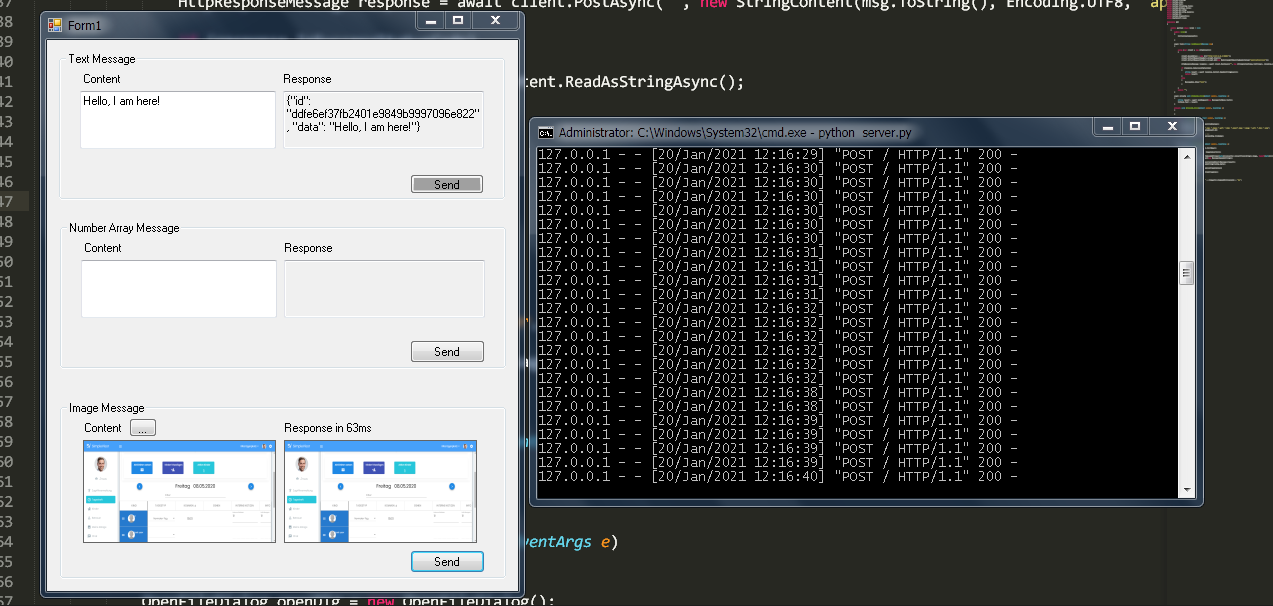 HttpResponseMessage response = await client.PostAsync(" ", new StringContent(msg.ToString(), Encoding.UTF8, "ap
38
39
40
41
42
43
44
45
46
47
48
49
50
51
52
53
54
55
56
57
58
59
60
61
62
63
64
65
66
67
tent.ReadAsStringAsync();
ventArgs e)
OpenFileDialog openDlg = new OpenFileDialog();
Form1
Text Message
Content
Response
Hello, I am here!
{"id":
"ddfe6ef37fb2401e9849b9997096e822"
, "data": "Hello, I am here!"}
Send
Number Array Message
Content
Response
Send
Image Message
Content
...
Response in 63ms
Freitag 08.05.2020
Freitag 08.05.2020
Send
Administrator: C:\Windows\System32\cmd.exe - python server.py
127.0.0.1 - - [20/Jan/2021 12:16:29] "POST / HTTP/1.1" 200 -
127.0.0.1 - - [20/Jan/2021 12:16:30] "POST / HTTP/1.1" 200 -
127.0.0.1 - - [20/Jan/2021 12:16:30] "POST / HTTP/1.1" 200 -
127.0.0.1 - - [20/Jan/2021 12:16:30] "POST / HTTP/1.1" 200 -
127.0.0.1 - - [20/Jan/2021 12:16:30] "POST / HTTP/1.1" 200 -
127.0.0.1 - - [20/Jan/2021 12:16:30] "POST / HTTP/1.1" 200 -
127.0.0.1 - - [20/Jan/2021 12:16:30] "POST / HTTP/1.1" 200 -
127.0.0.1 - - [20/Jan/2021 12:16:31] "POST / HTTP/1.1" 200 -
127.0.0.1 - - [20/Jan/2021 12:16:31] "POST / HTTP/1.1" 200 -
127.0.0.1 - - [20/Jan/2021 12:16:31] "POST / HTTP/1.1" 200 -
127.0.0.1 - - [20/Jan/2021 12:16:31] "POST / HTTP/1.1" 200 -
127.0.0.1 - - [20/Jan/2021 12:16:32] "POST / HTTP/1.1" 200 -
127.0.0.1 - - [20/Jan/2021 12:16:32] "POST / HTTP/1.1" 200 -
127.0.0.1 - - [20/Jan/2021 12:16:32] "POST / HTTP/1.1" 200 -
127.0.0.1 - - [20/Jan/2021 12:16:32] "POST / HTTP/1.1" 200 -
127.0.0.1 - - [20/Jan/2021 12:16:32] "POST / HTTP/1.1" 200 -
127.0.0.1 - - [20/Jan/2021 12:16:32] "POST / HTTP/1.1" 200 -
127.0.0.1 - - [20/Jan/2021 12:16:38] "POST / HTTP/1.1" 200 -
127.0.0.1 - - [20/Jan/2021 12:16:38] "POST / HTTP/1.1" 200 -
127.0.0.1 - - [20/Jan/2021 12:16:39] "POST / HTTP/1.1" 200 -
127.0.0.1 - - [20/Jan/2021 12:16:39] "POST / HTTP/1.1" 200 -
127.0.0.1 - - [20/Jan/2021 12:16:39] "POST / HTTP/1.1" 200 -
127.0.0.1 - - [20/Jan/2021 12:16:39] "POST / HTTP/1.1" 200 -
127.0.0.1 - - [20/Jan/2021 12:16:40] "POST / HTTP/1.1" 200 -